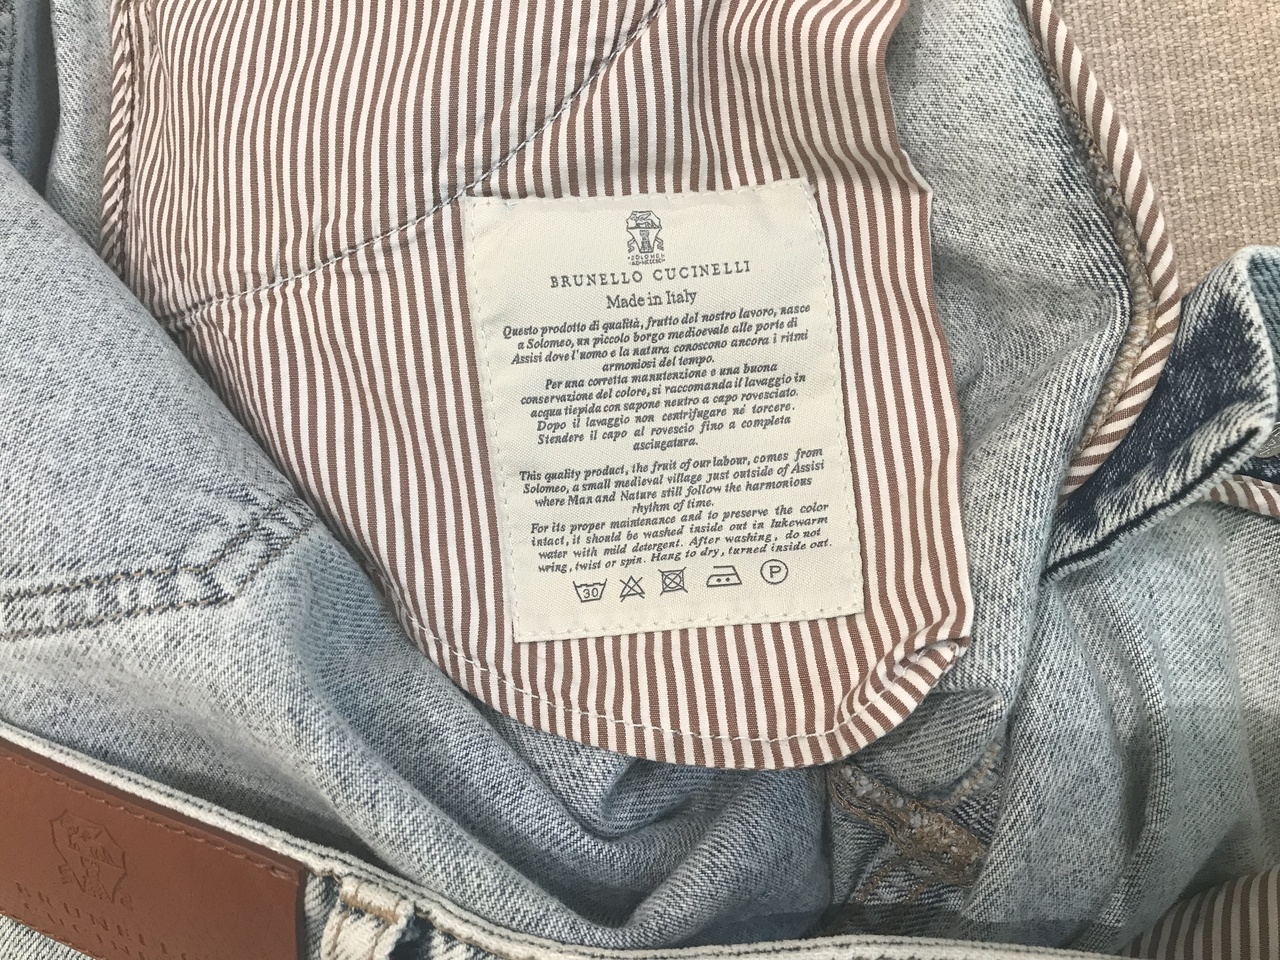 SOLOMEO
BRUNELLO CUCINELLI
Made in Italy
Questo prodotto di qualità, frutto del nostro lavoro, nasce
a Solomeo, un piccolo borgo medioevale alle porte di
Assisi dove l'uomo e la natura conoscono ancora i ritmi
armoniosi del tempo.
Per una corretta manutenzione e una buona
conservazione del colore, si raccomanda il lavaggio in
acqua tiepida con sapone neutro a capo rovesciato.
Dopo il lavaggio non centrifugare né torcere.
Stendere il capo al rovescio fino a completa
asciugatura.
This quality product, the fruit of our labour, comes from
Solomeo, a small medieval village just outside of Assisi
where Man and Nature still follow the harmonious
rhythm of time.
For its proper maintenance and to preserve the color
intact, it should be washed inside out in lukewarm
water with mild detergent. After washing, do not
wring, twist or spin. Hang to dry, turned inside out.
30 P
BRUNELL
CUCIN